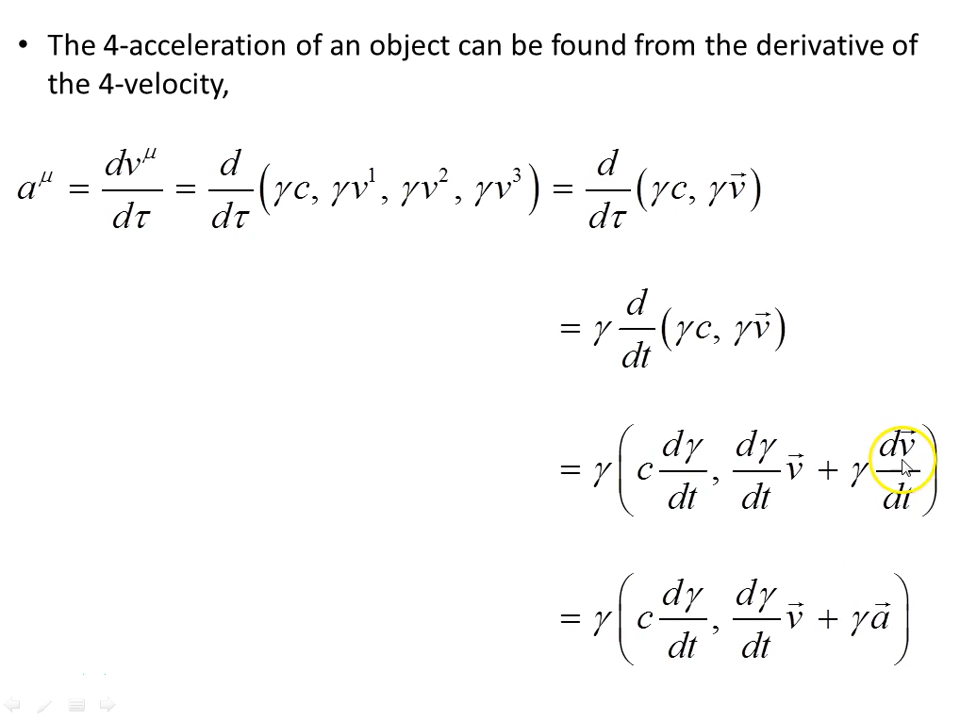 • The 4-acceleration of an object can be found from the derivative of
the 4-velocity,
a^μ = dv^μ/dτ = d/dτ (γc, γv^1, γv^2, γv^3) = d/dτ (γc, γv⃗)
= γ d/dt (γc, γv⃗)
= γ (c dγ/dt, dγ/dt v⃗ + γ dv⃗/dt)
= γ (c dγ/dt, dγ/dt v⃗ + γa⃗)